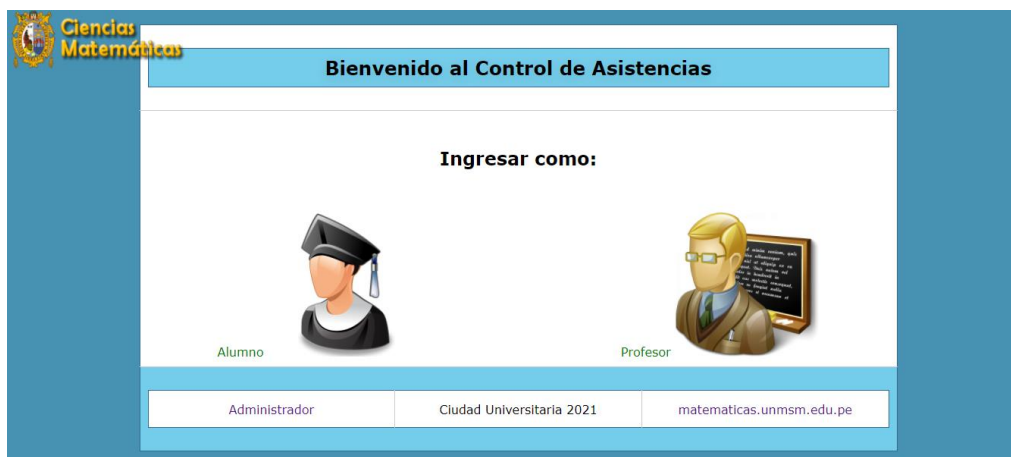 Ciencias
Matemáticas
Bienvenido al Control de Asistencias
Ingresar como:
Alumno
Profesor
Administrador
Ciudad Universitaria 2021
matematicas.unmsm.edu.pe